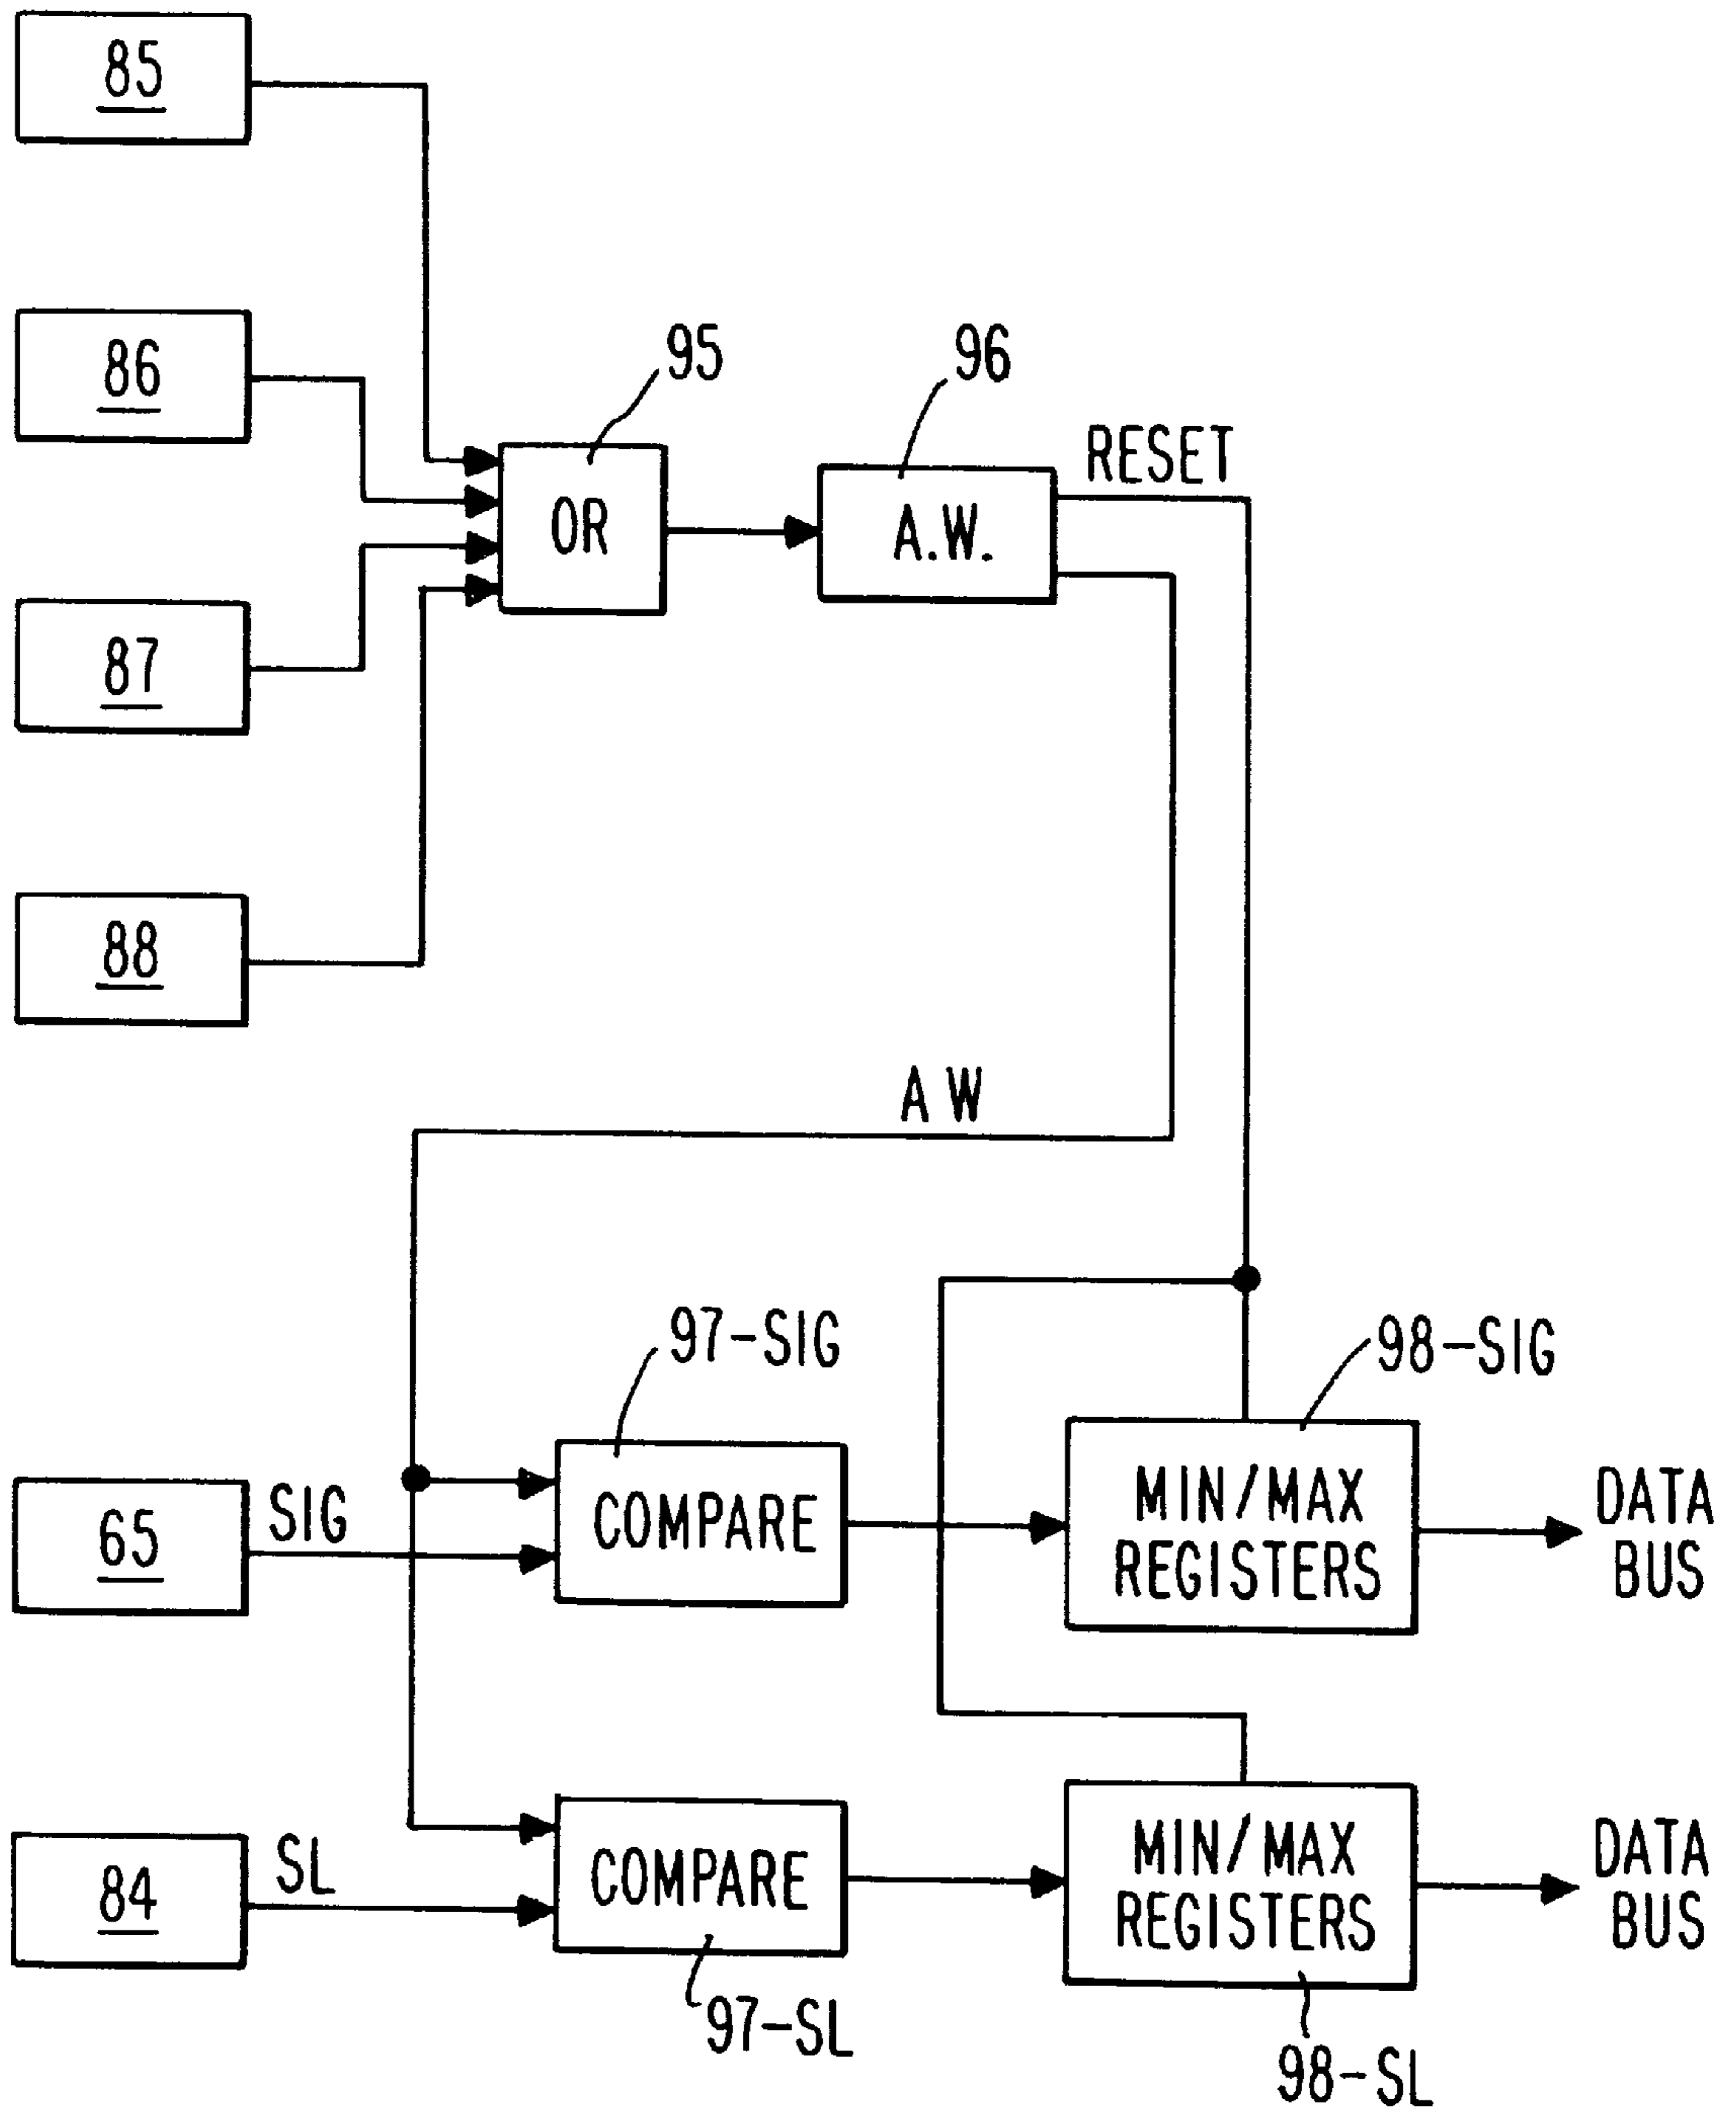 85
86
95
96
RESET
OR
A.W.
87
88
AW
97-SIG
98-SIG
65
SIG
COMPARE
MIN/MAX
REGISTERS
DATA
BUS
84
SL
COMPARE
MIN/MAX
REGISTERS
DATA
BUS
97-SL
98-SL